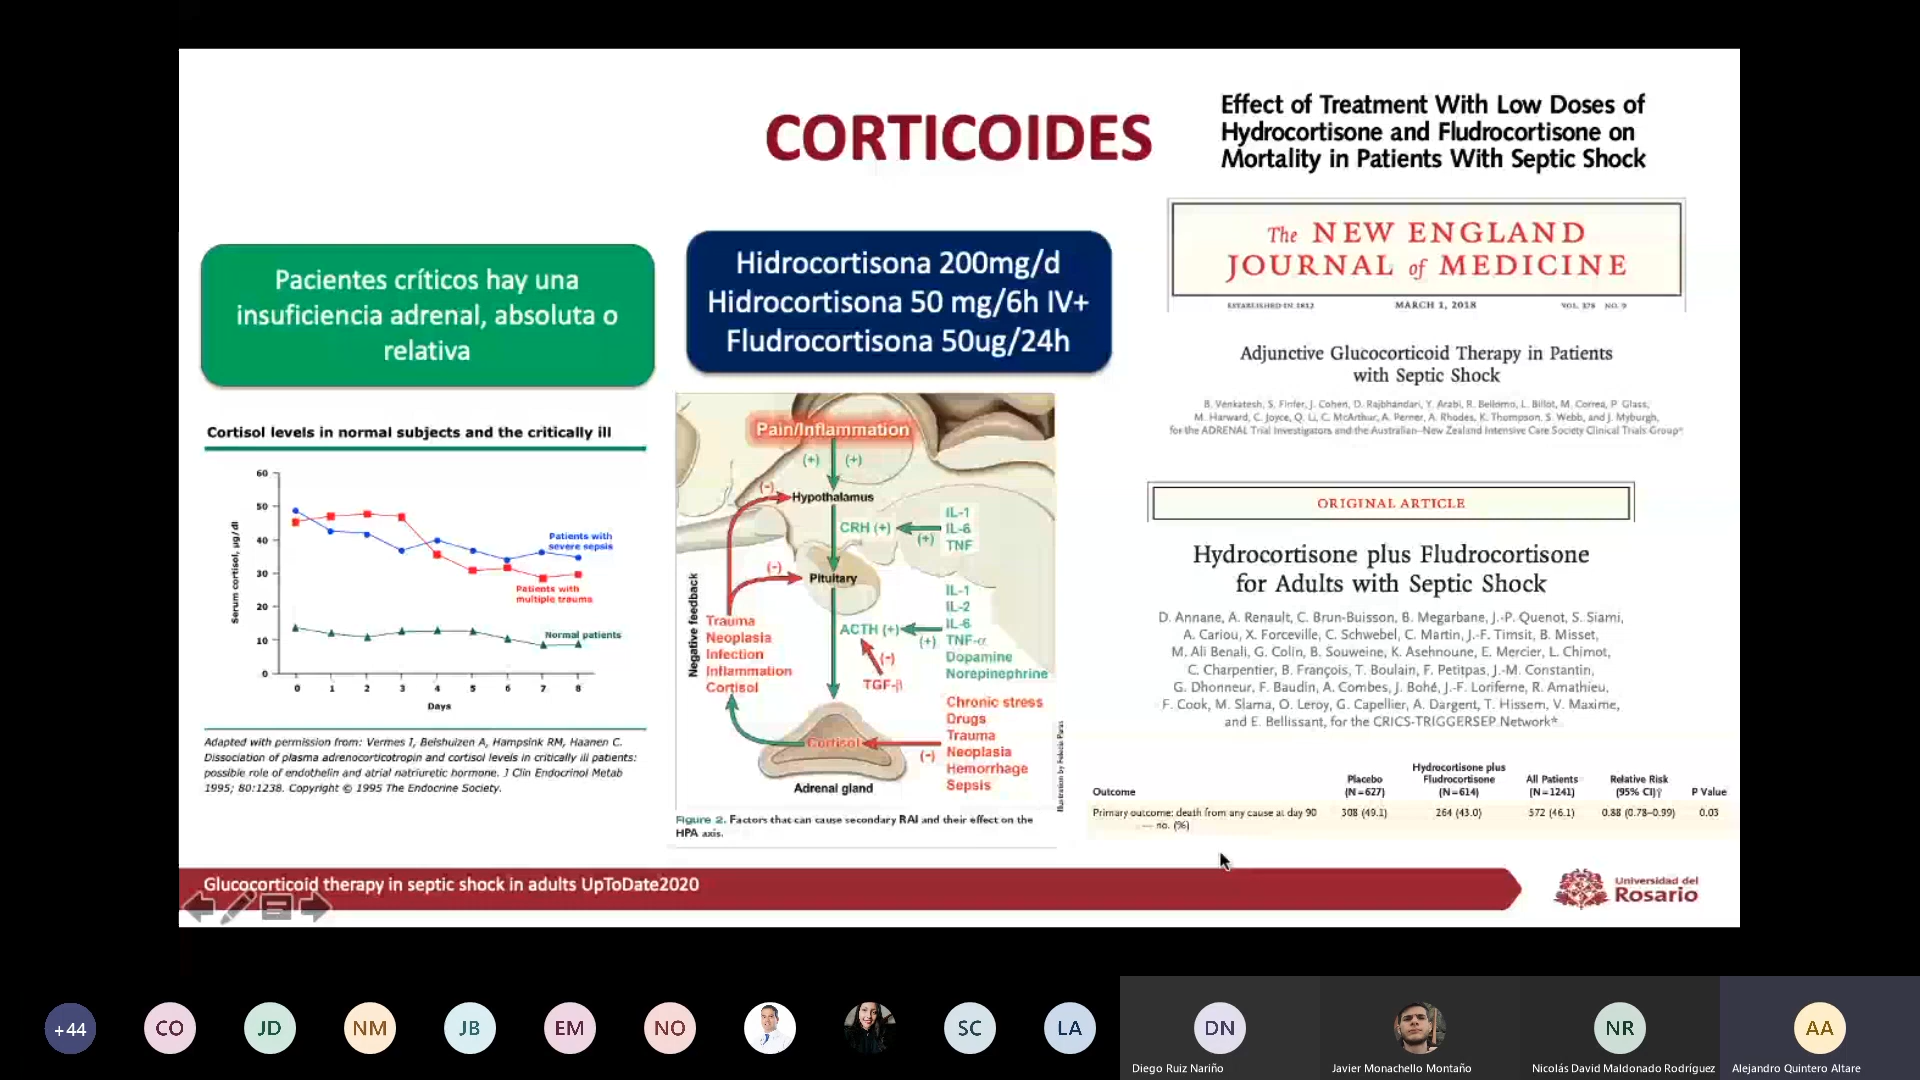 CORTICOIDES
Effect of Treatment With Low Doses of
Hydrocortisone and Fludrocortisone on
Mortality in Patients With Septic Shock
Pacientes críticos hay una
insuficiencia adrenal, absoluta o
relativa
Hidrocortisona 200mg/d
Hidrocortisona 50 mg/6h IV+
Fludrocortisona 50ug/24h
The NEW ENGLAND
JOURNAL of MEDICINE
ESTABLISHED IN 1812 MARCH 1, 2018 VOL. 378 NO. 9
Adjunctive Glucocorticoid Therapy in Patients
with Septic Shock
B. Venkatesh, S. Finfer, J. Cohen, D. Rajbhandari, Y. Arabi, R. Bellomo, L. Billot, M. Correa, P. Glass,
M. Harward, C. Joyce, Q. Li, C. McArthur, A. Perner, A. Rhodes, K. Thompson, S. Webb, and J. Myburgh,
for the ADRENAL Trial Investigators and the Australian–New Zealand Intensive Care Society Clinical Trials Group*
ORIGINAL ARTICLE
Hydrocortisone plus Fludrocortisone
for Adults with Septic Shock
D. Annane, A. Renault, C. Brun-Buisson, B. Megarbane, J.-P. Quenot, S. Siami,
A. Cariou, X. Forceville, C. Schwebel, C. Martin, J.-F. Timsit, B. Misset,
M. Ali Benali, G. Colin, B. Souweine, K. Asehnoune, E. Mercier, L. Chimot,
C. Charpentier, B. François, T. Boulain, F. Petitpas, J.-M. Constantin,
G. Dhonneur, F. Baudin, A. Combes, J. Bohé, J.-F. Loriferne, R. Amathieu,
F. Cook, M. Slama, O. Leroy, G. Capellier, A. Dargent, T. Hissem, V. Maxime,
and E. Bellissant, for the CRICS-TRIGGERSEP Network*
Outcome
Placebo
(N=627)
Hydrocortisone plus
Fludrocortisone
(N=614)
All Patients
(N=1241)
Relative Risk
(95% CI)†
P Value
Primary outcome: death from any cause at day 90
— no. (%)
308 (49.1) 264 (43.0) 572 (46.1) 0.88 (0.78–0.99) 0.03
Cortisol levels in normal subjects and the critically ill
Serum cortisol, µg/dl
60
50
40
30
20
10
0
0 1 2 3 4 5 6 7 8
Days
Patients with
severe sepsis
Patients with
multiple trauma
Normal patients
Adapted with permission from: Vermes I, Beishuizen A, Hampsink RM, Haanen C.
Dissociation of plasma adrenocorticotropin and cortisol levels in critically ill patients:
possible role of endothelin and atrial natriuretic hormone. J Clin Endocrinol Metab
1995; 80:1238. Copyright © 1995 The Endocrine Society.
Pain/Inflammation
(+) (+)
(-)
Hypothalamus
CRH (+)
(+)
IL-1
IL-6
TNF
(-)
Pituitary
Negative feedback
Trauma
Neoplasia
Infection
Inflammation
Cortisol
ACTH (+)
(+)
(-)
TGF-β
IL-1
IL-2
IL-6
TNF-α
Dopamine
Norepinephrine
Chronic stress
Drugs
Trauma
Neoplasia
Hemorrhage
Sepsis
(-)
Cortisol
Adrenal gland
Figure 2. Factors that can cause secondary RAI and their effect on the
HPA axis.
Glucocorticoid therapy in septic shock in adults UpToDate2020
Universidad del
Rosario
+44
CO
JD
NM
JB
EM
NO
SC
LA
DN
NR
AA
Diego Ruiz Nariño
Javier Monachello Montaño
Nicolás David Maldonado Rodríguez
Alejandro Quintero Altare